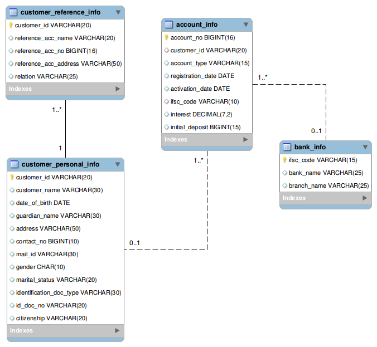 customer_reference_info
customer_id VARCHAR(20)
reference_acc_name VARCHAR(20)
reference_acc_no BIGINT(16)
reference_acc_address VARCHAR(50)
relation VARCHAR(25)
Indexes
1..*
1
customer_personal_info
customer_id VARCHAR(20)
customer_name VARCHAR(30)
date_of_birth DATE
guardian_name VARCHAR(30)
address VARCHAR(50)
contact_no BIGINT(10)
mail_id VARCHAR(30)
gender CHAR(10)
marital_status VARCHAR(20)
identification_doc_type VARCHAR(30)
id_doc_no VARCHAR(20)
citizenship VARCHAR(20)
Indexes
0..1
1..*
account_info
account_no BIGINT(16)
customer_id VARCHAR(20)
account_type VARCHAR(15)
registration_date DATE
activation_date DATE
ifsc_code VARCHAR(10)
interest DECIMAL(7,2)
initial_deposit BIGINT(15)
Indexes
1..*
0..1
bank_info
ifsc_code VARCHAR(15)
bank_name VARCHAR(25)
branch_name VARCHAR(25)
Indexes